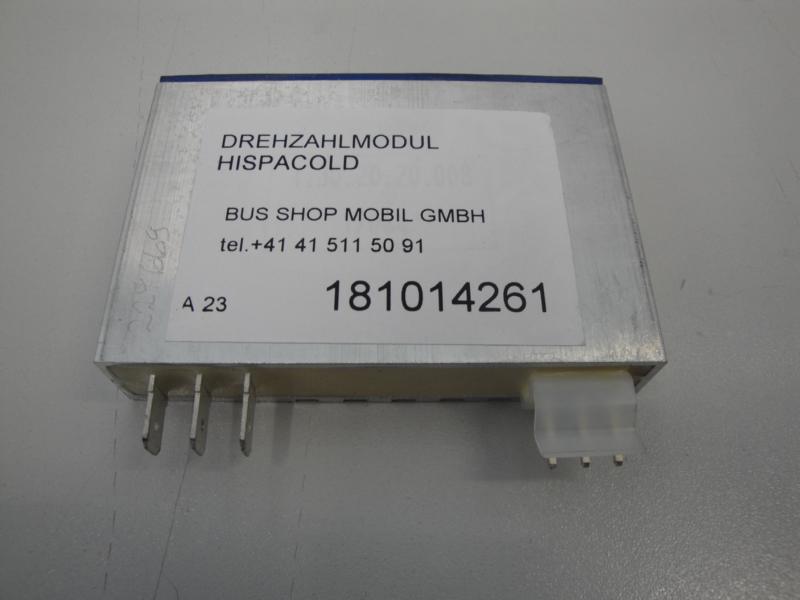 DREHZAHLMODUL
HISPACOLD
BUS SHOP MOBIL GMBH
tel.+41 41 511 50 91
A 23 181014261